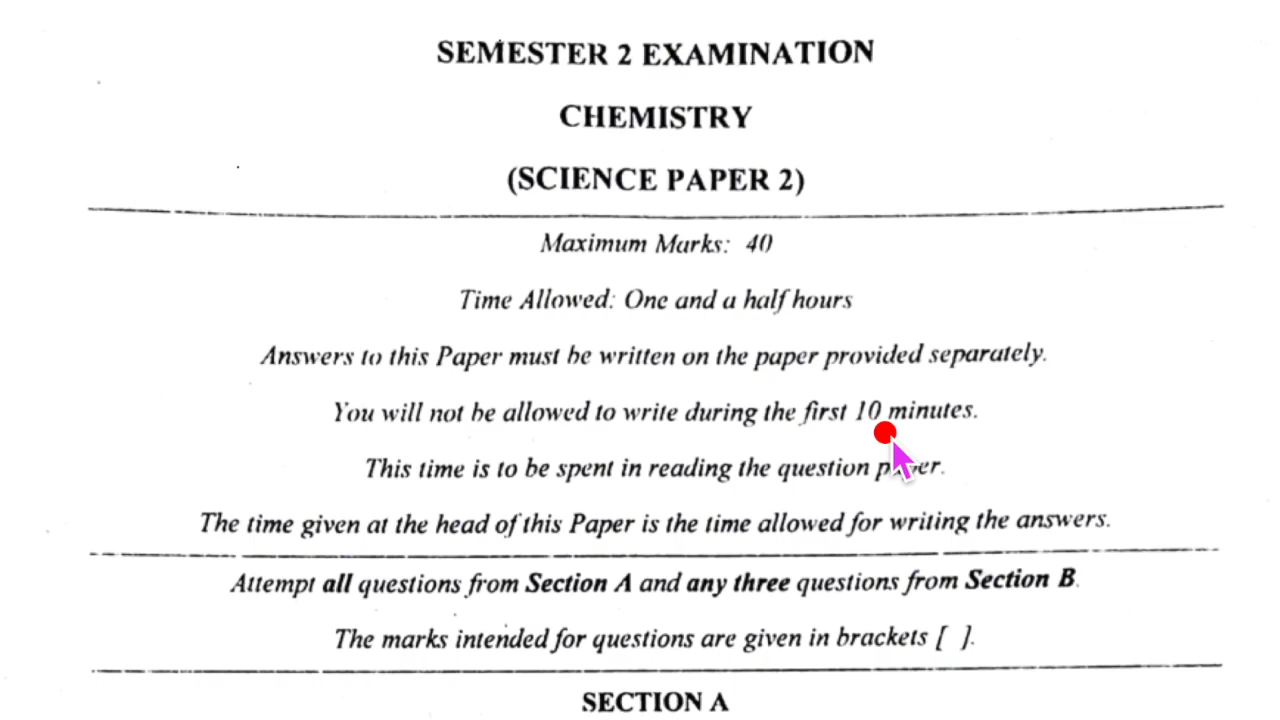 SEMESTER 2 EXAMINATION
CHEMISTRY
(SCIENCE PAPER 2)
Maximum Marks: 40
Time Allowed: One and a half hours
Answers to this Paper must be written on the paper provided separately.
You will not be allowed to write during the first 10 minutes.
This time is to be spent in reading the question paper.
The time given at the head of this Paper is the time allowed for writing the answers.
Attempt all questions from Section A and any three questions from Section B.
The marks intended for questions are given in brackets [ ].
SECTION A